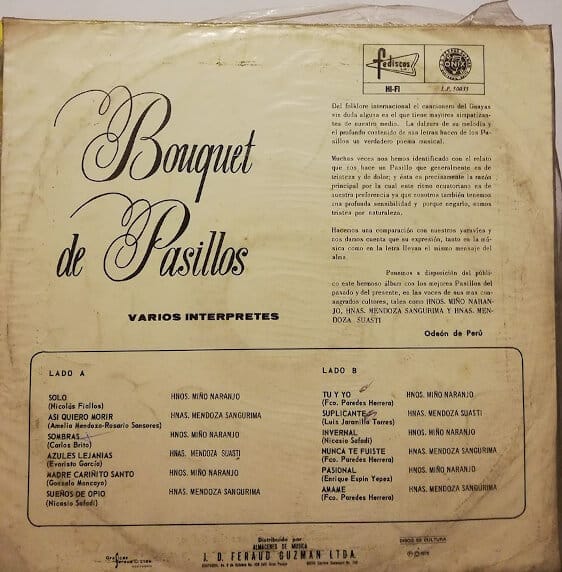 fediscos
ONIX
HI-FI
L.P. 50035
Bouquet
de Pasillos
VARIOS INTERPRETES
Del folklore internacional el cancionero del Guayas
sin duda alguna es el que tiene mayores simpatizan-
tes de nuestro medio. La dulzura de su melodía y
el profundo contenido de sus letras hacen de los Pa-
sillos un verdadero poema musical.
Muchas veces nos hemos identificado con el relato
que nos hace un Pasillo que generalmente es de
tristeza y de dolor; y ésta es precisamente la razón
principal por la cual este ritmo ecuatoriano es de
nuestra preferencia ya que nosotros también tenemos
una profunda sensibilidad y porque negarlo, somos
tristes por naturaleza.
Hacemos una comparación con nuestros yaravíes y
nos damos cuenta que su expresión, tanto en la mú-
sica como en la letra llevan el mismo mensaje del
alma.
Ponemos a disposición del públi-
co este hermoso álbum con los mejores Pasillos del
pasado y del presente, en las voces de sus mas con-
sagrados cultores, tales como HNOS. MIÑO NARAN-
JO, HNAS. MENDOZA SANGURIMA Y HNAS. MEN-
DOZA SUASTI
Odeón de Perú
LADO A
SOLO HNOS. MIÑO NARANJO
(Nicolás Fiallos)
ASI QUIERO MORIR HNAS. MENDOZA SANGURIMA
(Amelia Mendoza-Rosario Sansores)
SOMBRAS HNOS. MIÑO NARANJO
(Carlos Brito)
AZULES LEJANIAS HNAS. MENDOZA SUASTI
(Evaristo García)
MADRE CARIÑITO SANTO HNOS. MIÑO NARANJO
(Gonzalo Moncayo)
SUEÑOS DE OPIO HNAS. MENDOZA SANGURIMA
(Nicasio Safadi)
LADO B
TU Y YO HNOS. MIÑO NARANJO
(Fco. Paredes Herrera)
SUPLICANTE HNAS. MENDOZA SUASTI
(Luis Jaramillo Torres)
INVERNAL HNOS. MIÑO NARANJO
(Nicasio Safadi)
NUNCA TE FUISTE HNAS. MENDOZA SANGURIMA
(Fco. Paredes Herrera)
PASIONAL HNOS. MIÑO NARANJO
(Enrique Espín Yepez)
AMAME HNAS. MENDOZA SANGURIMA
(Fco. Paredes Herrera)
Gráficas
Feraud
Distribuido por
ALMACENES DE MUSICA
J. D. FERAUD GUZMAN LTDA.
DISCO ES CULTURA